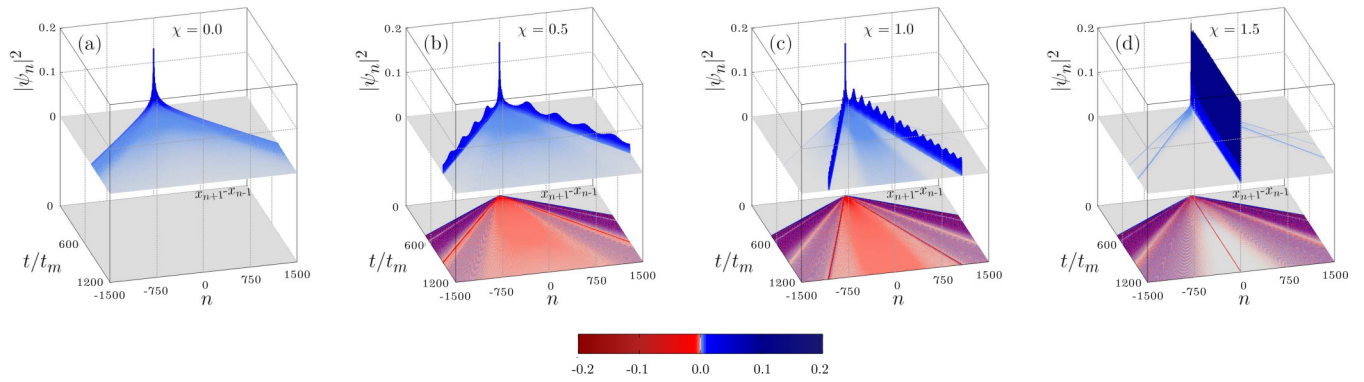 (a) χ = 0.0
|ψn|²
0.2
0.1
0
xn+1-xn-1
0
600
1200
t/tm
-1500
-750
0
750
1500
n
(b) χ = 0.5
|ψn|²
0.2
0.1
0
xn+1-xn-1
0
600
1200
t/tm
-1500
-750
0
750
1500
n
(c) χ = 1.0
|ψn|²
0.2
0.1
0
xn+1-xn-1
0
600
1200
t/tm
-1500
-750
0
750
1500
n
(d) χ = 1.5
|ψn|²
0.2
0.1
0
xn+1-xn-1
0
600
1200
t/tm
-1500
-750
0
750
1500
n
-0.2 -0.1 0.0 0.1 0.2